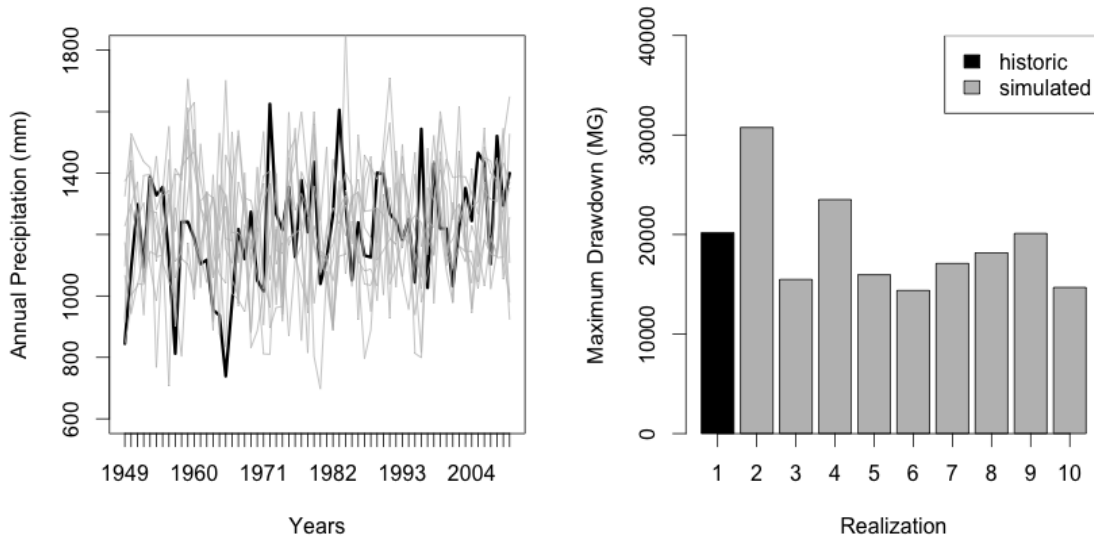 Annual Precipitation (mm)
1800
1400
1000
800
600
1949 1960 1971 1982 1993 2004
Years
Maximum Drawdown (MG)
40000
30000
20000
10000
0
historic
simulated
1 2 3 4 5 6 7 8 9 10
Realization